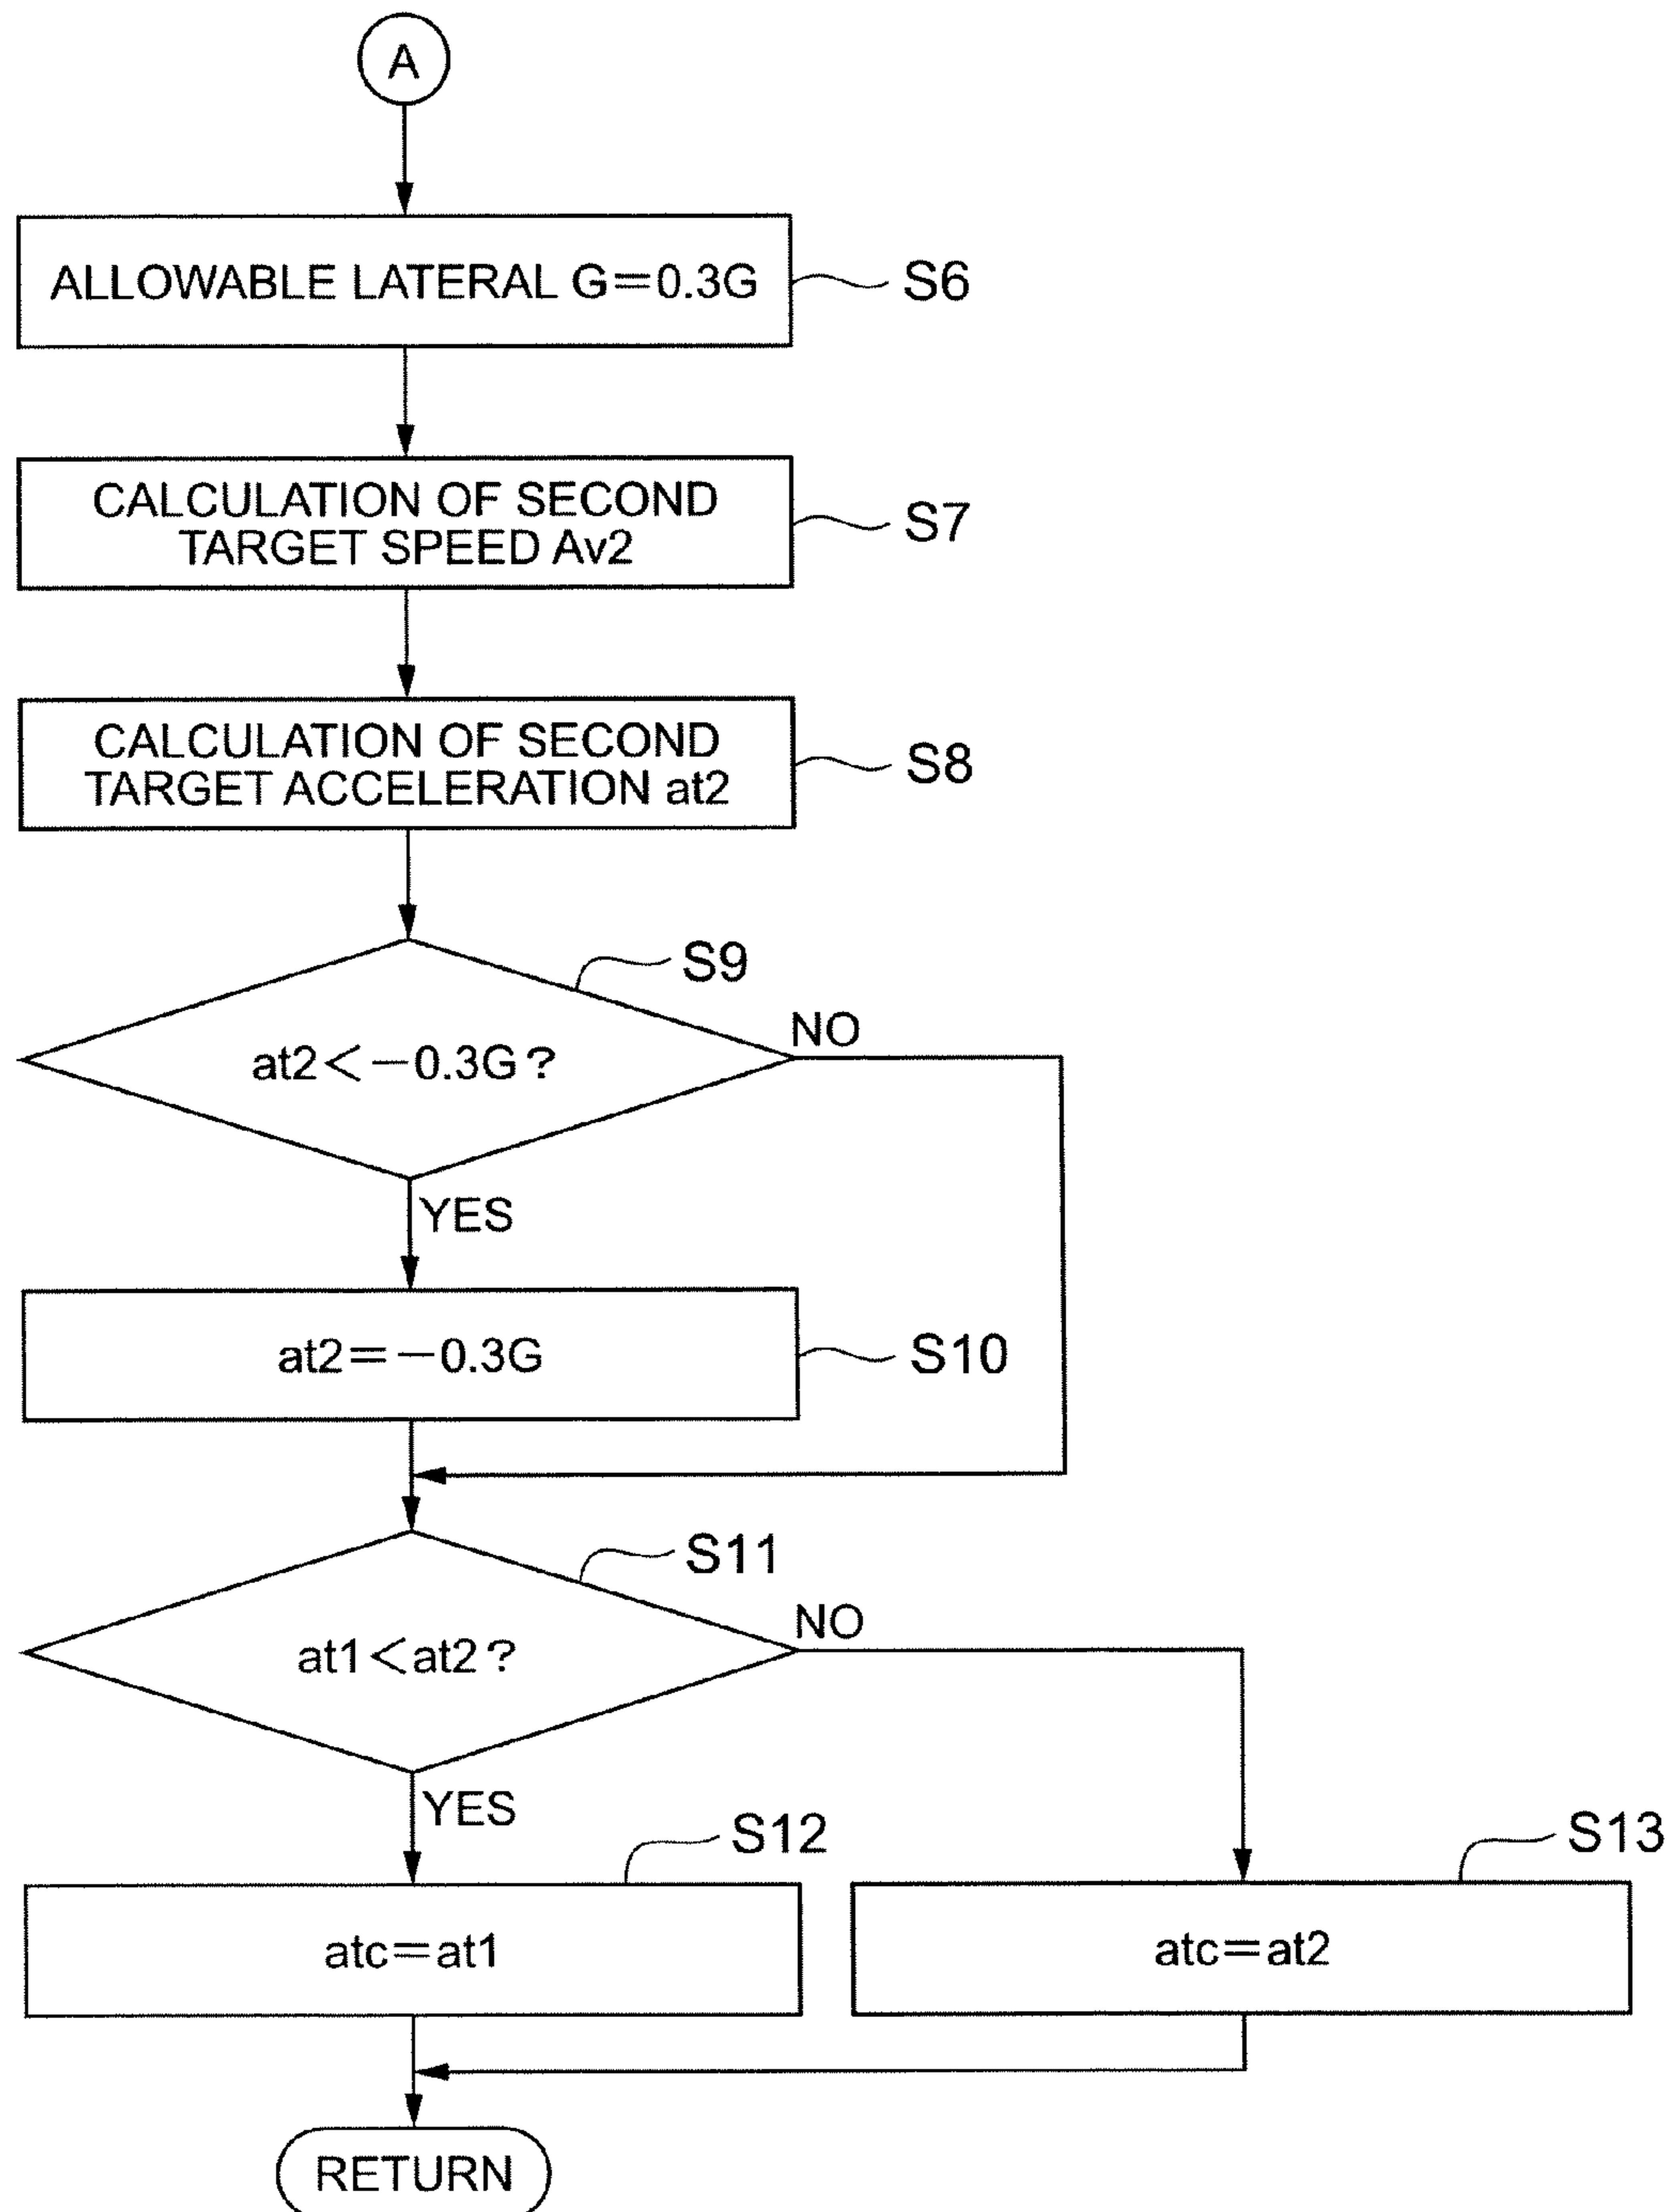 A
ALLOWABLE LATERAL G=0.3G
S6
CALCULATION OF SECOND
TARGET SPEED Av2
S7
CALCULATION OF SECOND
TARGET ACCELERATION at2
S8
S9
at2<-0.3G?
NO
YES
at2=-0.3G
S10
S11
at1<at2?
NO
YES
S12
atc=at1
S13
atc=at2
RETURN